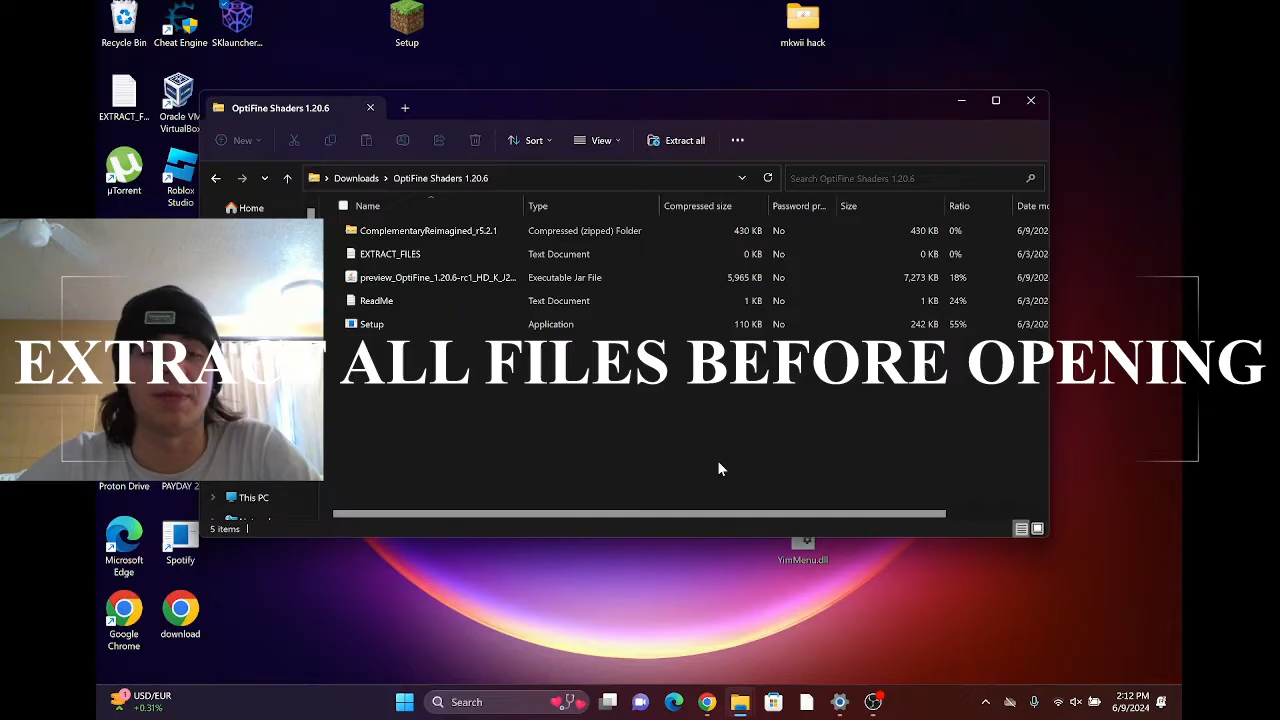 Recycle Bin
Cheat Engine
SKlauncher...
Setup
mkwii hack
EXTRACT_F...
Oracle VM
VirtualBox
µTorrent
Roblox
Studio
OptiFine Shaders 1.20.6
New
Sort
View
Extract all
Downloads > OptiFine Shaders 1.20.6
Search OptiFine Shaders 1.20.6
Home
Name Type Compressed size Password pr... Size Ratio Date mo
ComplementaryReimagined_r5.2.1 Compressed (zipped) Folder 430 KB No 430 KB 0% 6/9/202
EXTRACT_FILES Text Document 0 KB No 0 KB 0% 6/3/202
preview_OptiFine_1.20.6-rc1_HD_K_J2... Executable Jar File 5,965 KB No 7,273 KB 18% 6/9/202
ReadMe Text Document 1 KB No 1 KB 24% 6/3/202
Setup Application 110 KB No 242 KB 55% 6/3/202
EXTRACT ALL FILES BEFORE OPENING
Proton Drive
PAYDAY 2
This PC
5 items
Microsoft
Edge
Spotify
YimMenu.dll
Google
Chrome
download
1
USD/EUR
+0.31%
Search
2:12 PM
6/9/2024